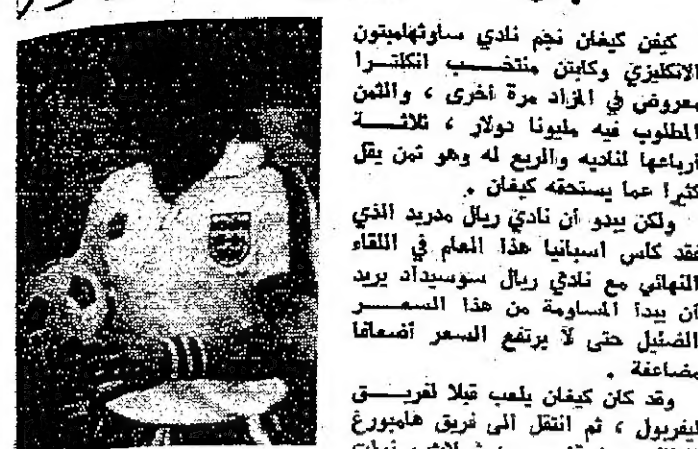 كيفن كيغان نجم نادي ساوثهامبتون
الانكليزي وكابتن منتخب انكلترا
معروض في المزاد مرة أخرى ، والثمن
المطلوب فيه مليونا دولار ، ثلاثة
أرباعها لناديه والربع له وهو ثمن يقل
كثيرا عما يستحقه كيغان .
ولكن يبدو أن نادي ريال مدريد الذي
فقد كاس اسبانيا هذا العام في اللقاء
النهائي مع نادي ريال سوسيداد يريد
أن يبدأ المساومة من هذا السعر
الضئيل حتى لا يرتفع السعر أضعافا
مضاعفة .
وقد كان كيغان يلعب قبلا لفريق
ليفربول ، ثم انتقل الى فريق هامبورغ